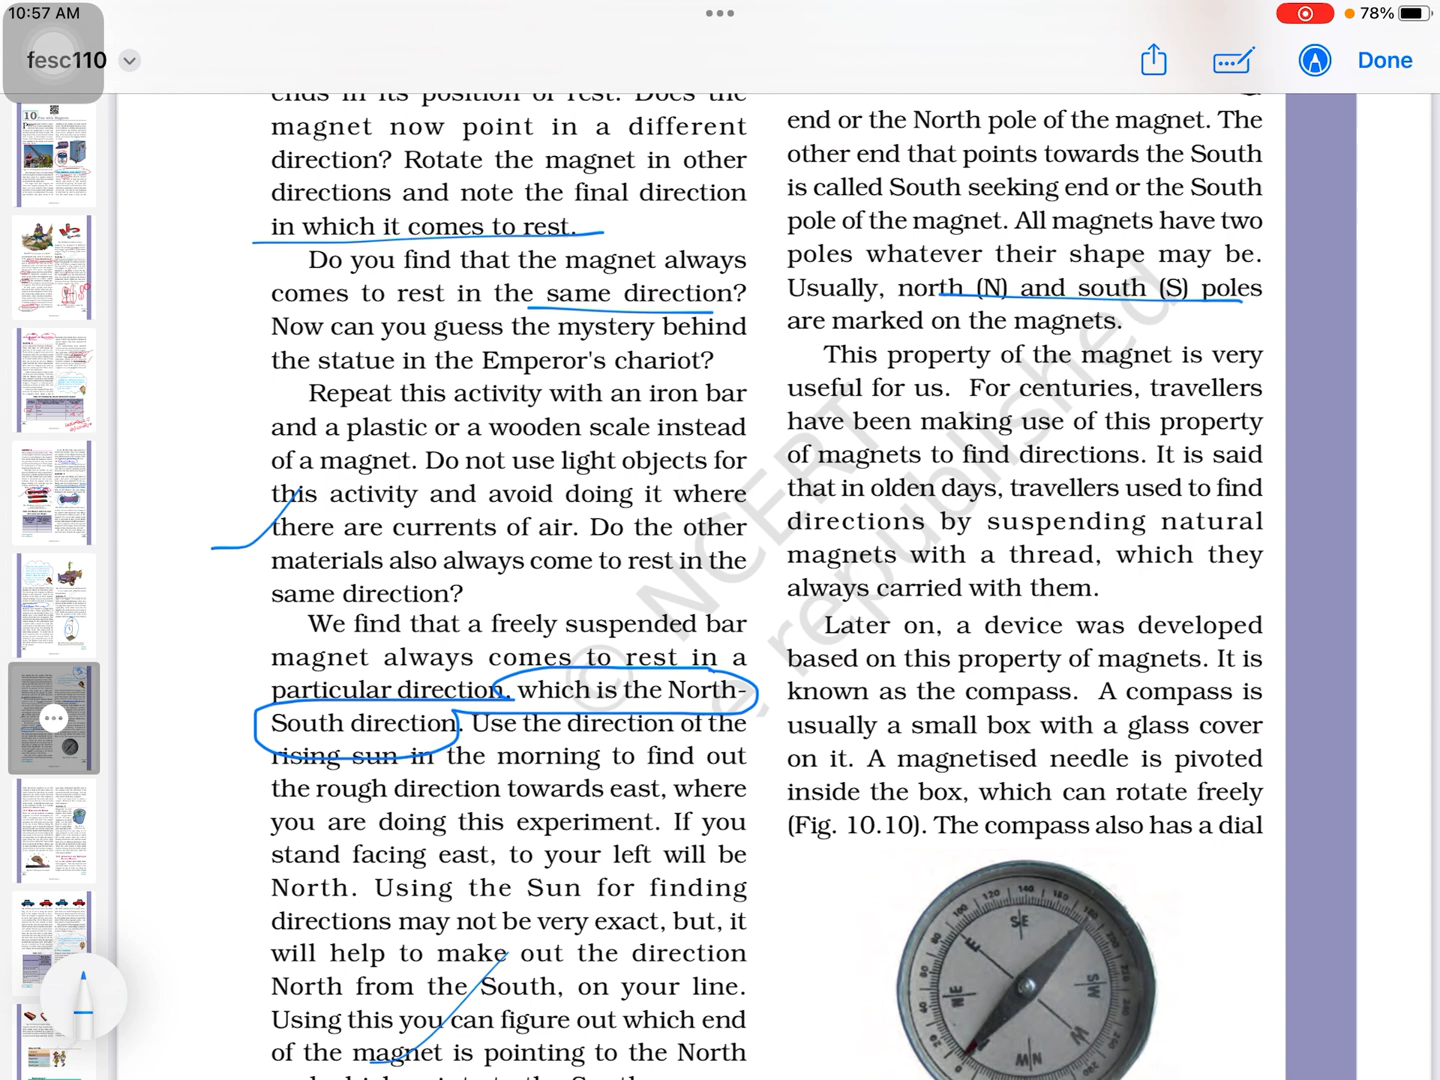 10:57 AM
78%
fesc110
Done
ends in its position of rest. Does the
magnet now point in a different
direction? Rotate the magnet in other
directions and note the final direction
in which it comes to rest.
Do you find that the magnet always
comes to rest in the same direction?
Now can you guess the mystery behind
the statue in the Emperor's chariot?
Repeat this activity with an iron bar
and a plastic or a wooden scale instead
of a magnet. Do not use light objects for
this activity and avoid doing it where
there are currents of air. Do the other
materials also always come to rest in the
same direction?
We find that a freely suspended bar
magnet always comes to rest in a
particular direction, which is the North-
South direction. Use the direction of the
rising sun in the morning to find out
the rough direction towards east, where
you are doing this experiment. If you
stand facing east, to your left will be
North. Using the Sun for finding
directions may not be very exact, but, it
will help to make out the direction
North from the South, on your line.
Using this you can figure out which end
of the magnet is pointing to the North
end or the North pole of the magnet. The
other end that points towards the South
is called South seeking end or the South
pole of the magnet. All magnets have two
poles whatever their shape may be.
Usually, north (N) and south (S) poles
are marked on the magnets.
This property of the magnet is very
useful for us. For centuries, travellers
have been making use of this property
of magnets to find directions. It is said
that in olden days, travellers used to find
directions by suspending natural
magnets with a thread, which they
always carried with them.
Later on, a device was developed
based on this property of magnets. It is
known as the compass. A compass is
usually a small box with a glass cover
on it. A magnetised needle is pivoted
inside the box, which can rotate freely
(Fig. 10.10). The compass also has a dial
© NCERT
republished
SE
E
NE
SW
W
NW